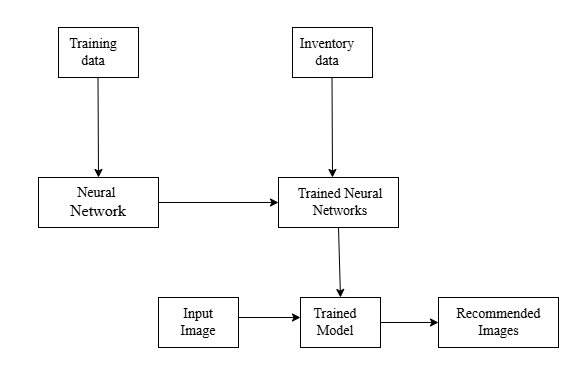 Training
data
Inventory
data
Neural
Network
Trained Neural
Networks
Input
Image
Trained
Model
Recommended
Images